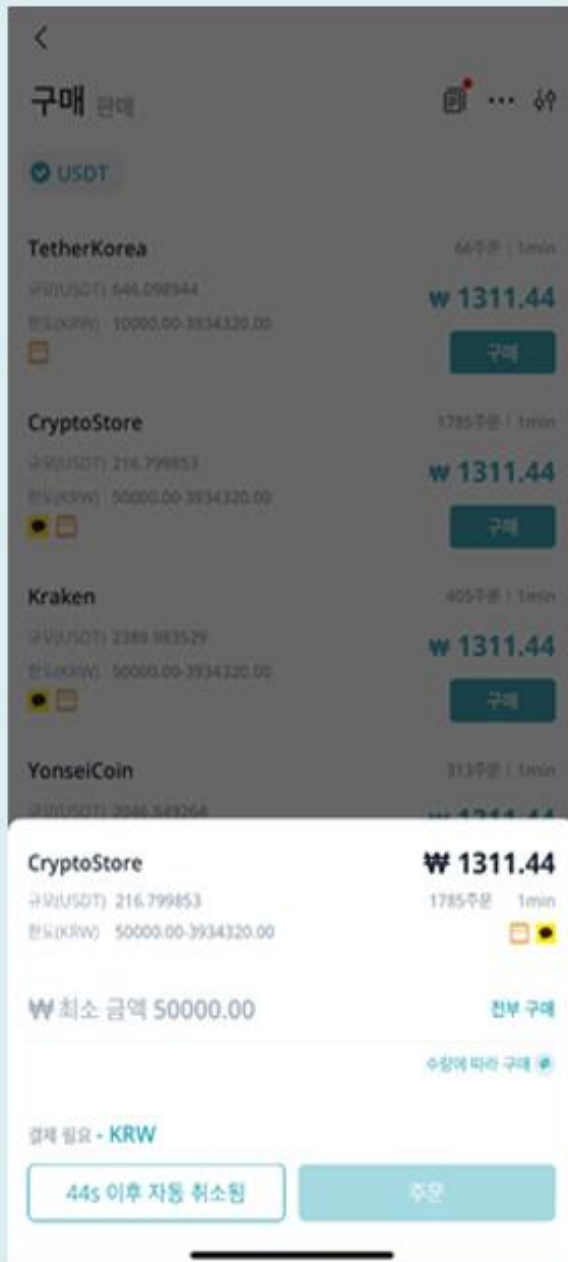 구매 판매
USDT
TetherKorea 66주문 | 1min
규모(USDT) 646.098944 ₩ 1311.44
한도(KRW) 10000.00-3934320.00
구매
CryptoStore 1785주문 | 1min
규모(USDT) 216.799853 ₩ 1311.44
한도(KRW) 50000.00-3934320.00
구매
Kraken 405주문 | 1min
규모(USDT) 2389.983529 ₩ 1311.44
한도(KRW) 50000.00-3934320.00
구매
YonseiCoin 313주문 | 1min
규모(USDT) 2046.849264 ₩ 1311.44
CryptoStore ₩ 1311.44
규모(USDT) 216.799853 1785주문 1min
한도(KRW) 50000.00-3934320.00
₩ 최소 금액 50000.00 전부 구매
수량에 따라 구매
결제 필요 - KRW
44s 이후 자동 취소됨 주문